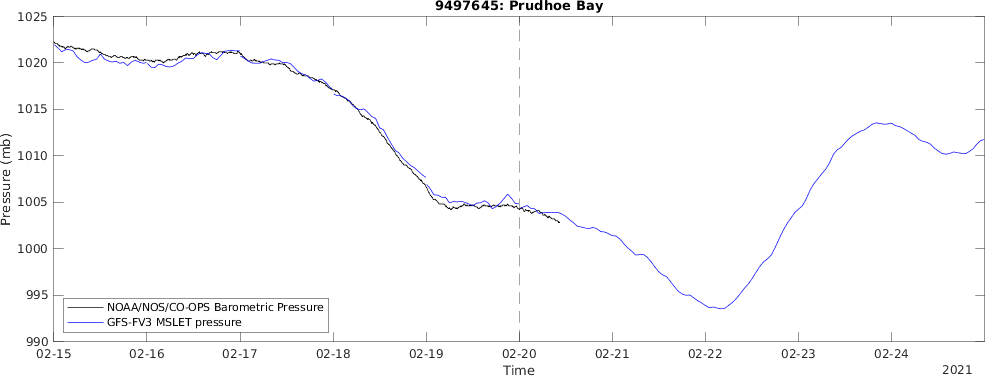 9497645: Prudhoe Bay
Pressure (mb)
1025
1020
1015
1010
1005
1000
995
990
NOAA/NOS/CO-OPS Barometric Pressure
GFS-FV3 MSLET pressure
02-15 02-16 02-17 02-18 02-19 02-20 02-21 02-22 02-23 02-24
Time
2021